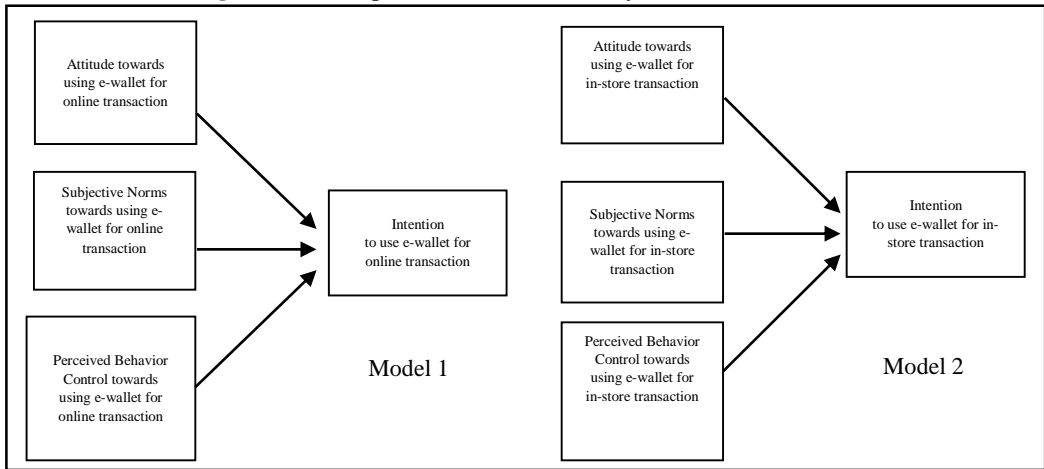 Attitude towards
using e-wallet for
online transaction
Subjective Norms
towards using e-
wallet for online
transaction
Perceived Behavior
Control towards
using e-wallet for
online transaction
Intention
to use e-wallet for
online transaction
Model 1
Attitude towards
using e-wallet for
in-store transaction
Subjective Norms
towards using e-
wallet for in-store
transaction
Perceived Behavior
Control towards
using e-wallet for
in-store transaction
Intention
to use e-wallet for in-
store transaction
Model 2